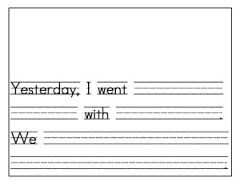 Yesterday, I went
with .
We
.